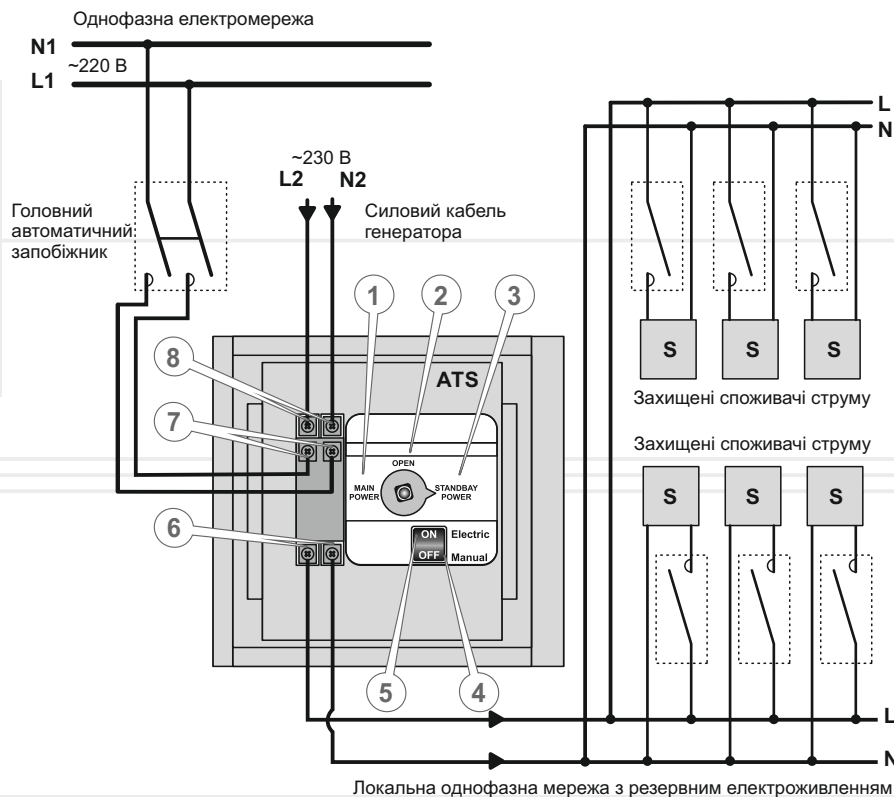 Однофазна електромережа
N1
~220 В
L1
L
N
~230 В
L2 N2
Головний
автоматичний
запобіжник
Силовий кабель
генератора
1
2
3
S S S
Захищені споживачі струму
8
ATS
7
OPEN
MAIN
POWER
STANDBAY
POWER
Захищені споживачі струму
S S S
6
ON Electric
OFF Manual
5
4
L
N
Локальна однофазна мережа з резервним електроживленням